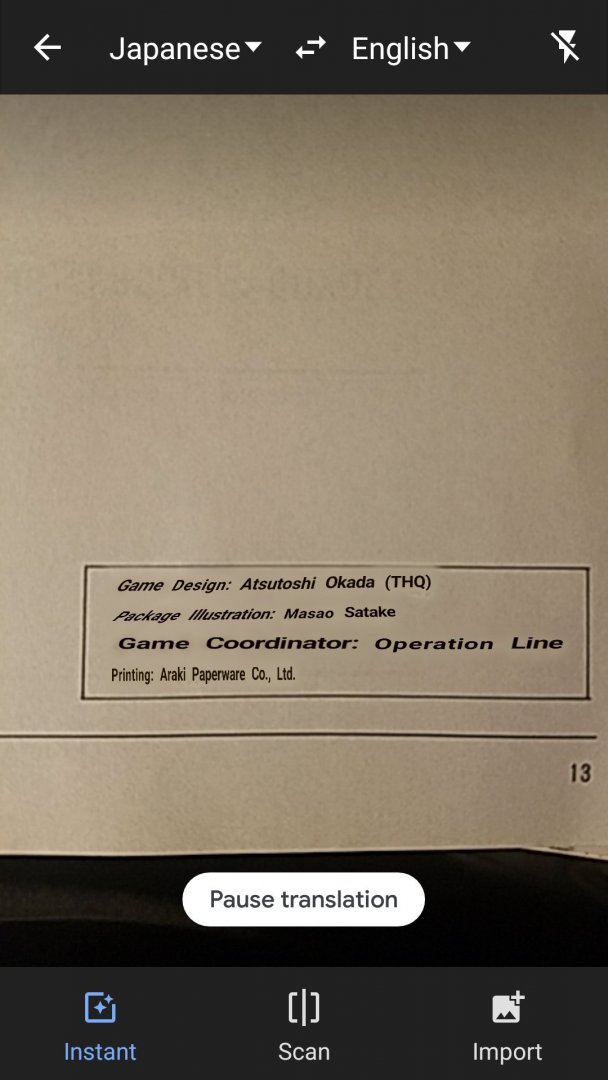 Japanese English
Game Design: Atsutoshi Okada (THQ)
Package Illustration: Masao Satake
Game Coordinator: Operation Line
Printing: Araki Paperware Co., Ltd.
13
Pause translation
Instant Scan Import